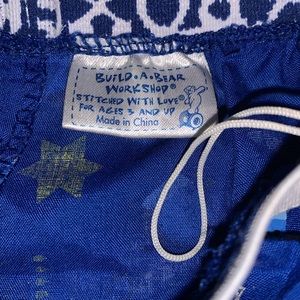 BUILD-A-BEAR
WORKSHOP®
STITCHED WITH LOVE®
FOR AGES 3 AND UP
Made in China